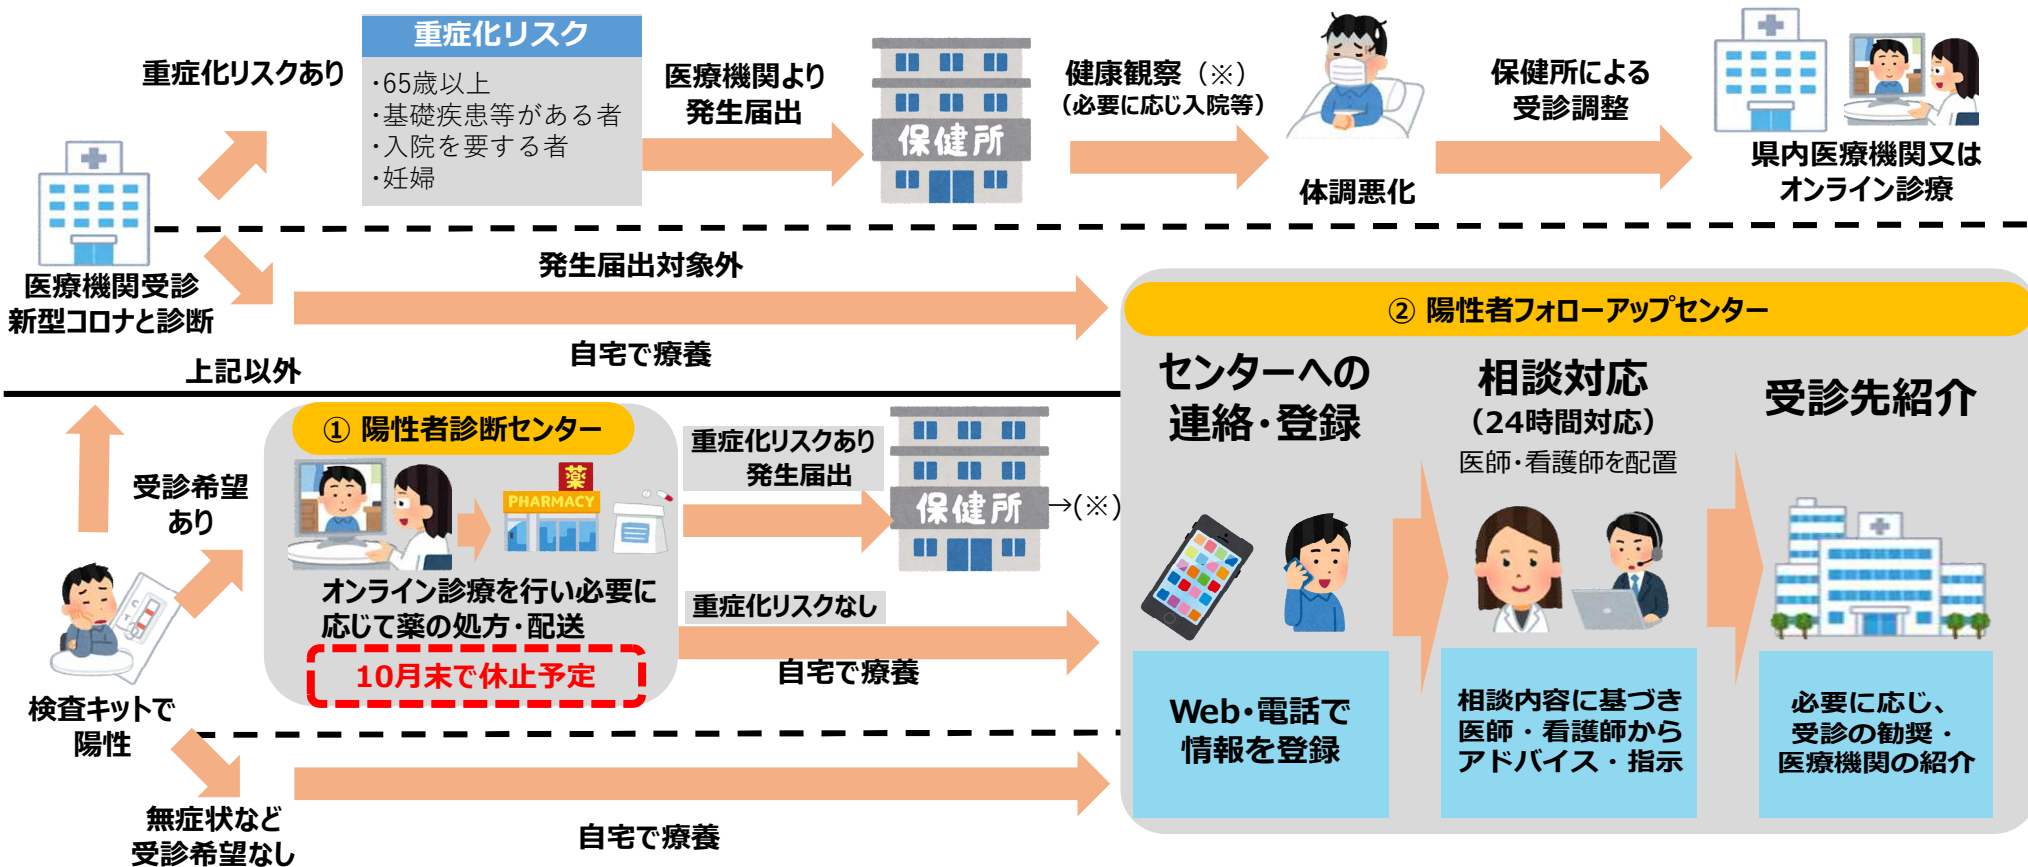 重症化リスクあり
重症化リスク
・65歳以上
・基礎疾患等がある者
・入院を要する者
・妊婦
医療機関より
発生届出
保健所
健康観察（※）
（必要に応じ入院等）
体調悪化
保健所による
受診調整
県内医療機関又は
オンライン診療
医療機関受診
新型コロナと診断
発生届出対象外
自宅で療養
上記以外
検査キットで
陽性
受診希望
あり
① 陽性者診断センター
薬
PHARMACY
オンライン診療を行い必要に
応じて薬の処方・配送
10月末で休止予定
重症化リスクあり
発生届出
保健所
→(※)
重症化リスクなし
自宅で療養
無症状など
受診希望なし
自宅で療養
② 陽性者フォローアップセンター
センターへの
連絡・登録
Web・電話で
情報を登録
相談対応
（24時間対応）
医師・看護師を配置
相談内容に基づき
医師・看護師から
アドバイス・指示
受診先紹介
必要に応じ、
受診の勧奨・
医療機関の紹介